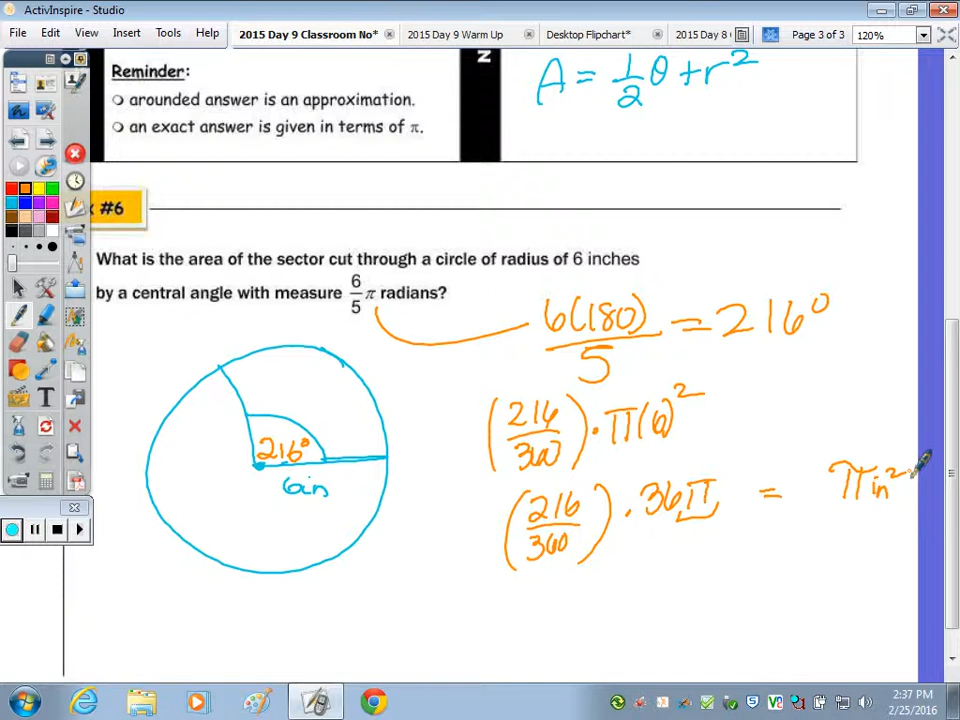 ActivInspire - Studio
File Edit View Insert Tools Help 2015 Day 9 Classroom No* 2015 Day 9 Warm Up Desktop Flipchart* 2015 Day 8 Page 3 of 3 120%
Reminder:
arounded answer is an approximation.
an exact answer is given in terms of π.
N
A = 1/2 θ + r²
x #6
What is the area of the sector cut through a circle of radius of 6 inches
by a central angle with measure 6/5 π radians?
6(180)/5 = 216°
(216/360) · π(6)²
216°
6in
(216/360) · 36π = π in²
2:37 PM
2/25/2016